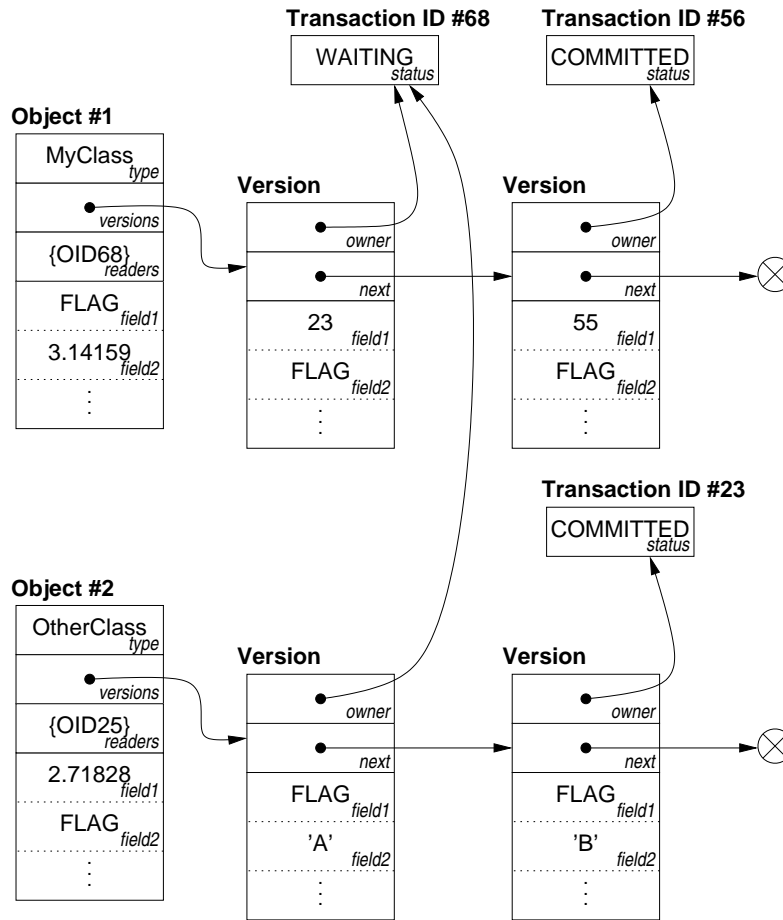 Transaction ID #68
WAITING
status
Transaction ID #56
COMMITTED
status
Object #1
MyClass
type
versions
{OID68}
readers
FLAG
field1
3.14159
field2
Version
owner
next
23
field1
FLAG
field2
Version
owner
next
55
field1
FLAG
field2
Transaction ID #23
COMMITTED
status
Object #2
OtherClass
type
versions
{OID25}
readers
2.71828
field1
FLAG
field2
Version
owner
next
FLAG
field1
'A'
field2
Version
owner
next
FLAG
field1
'B'
field2